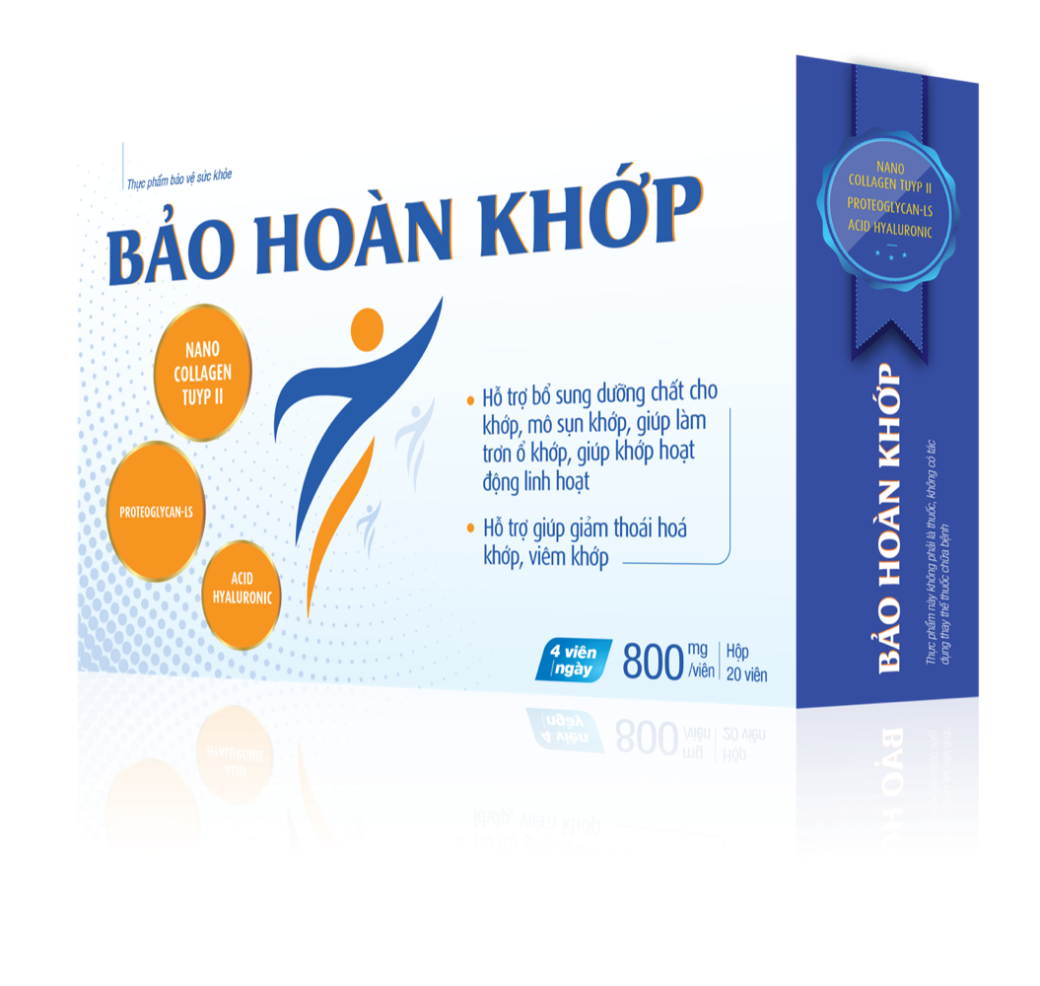 Thực phẩm bảo vệ sức khỏe
BẢO HOÀN KHỚP
NANO
COLLAGEN
TUYP II
PROTEOGLYCAN-LS
ACID
HYALURONIC
Hỗ trợ bổ sung dưỡng chất cho
khớp, mô sụn khớp, giúp làm
trơn ổ khớp, giúp khớp hoạt
động linh hoạt
Hỗ trợ giúp giảm thoái hoá
khớp, viêm khớp
4 viên
ngày
800 mg
/viên
Hộp
20 viên
NANO
COLLAGEN TUYP II
PROTEOGLYCAN-LS
ACID HYALURONIC
BẢO HOÀN KHỚP
Thực phẩm này không phải là thuốc, không có tác
dụng thay thế thuốc chữa bệnh